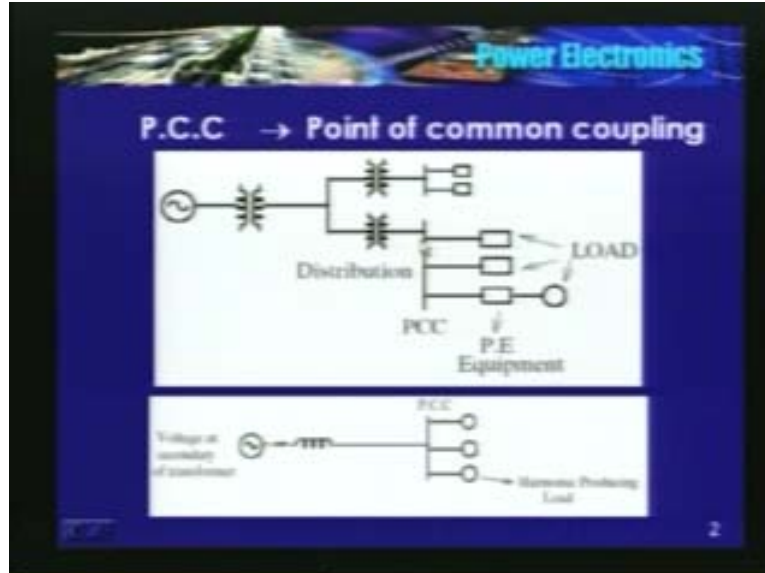 Power Electronics
P.C.C → Point of common coupling
LOAD
Distribution
PCC
P.E
Equipment
P.C.C
Voltage at
secondary
of transformer
Harmonic Producing
Load
2